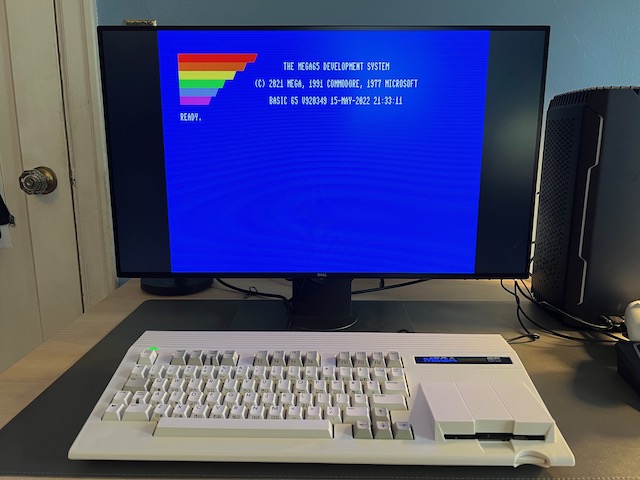 THE MEGA65 DEVELOPMENT SYSTEM
(C) 2021 MEGA, 1991 COMMODORE, 1977 MICROSOFT
BASIC 65 V920349 15-MAY-2022 21:33:11
READY.
DELL
MEGA 65